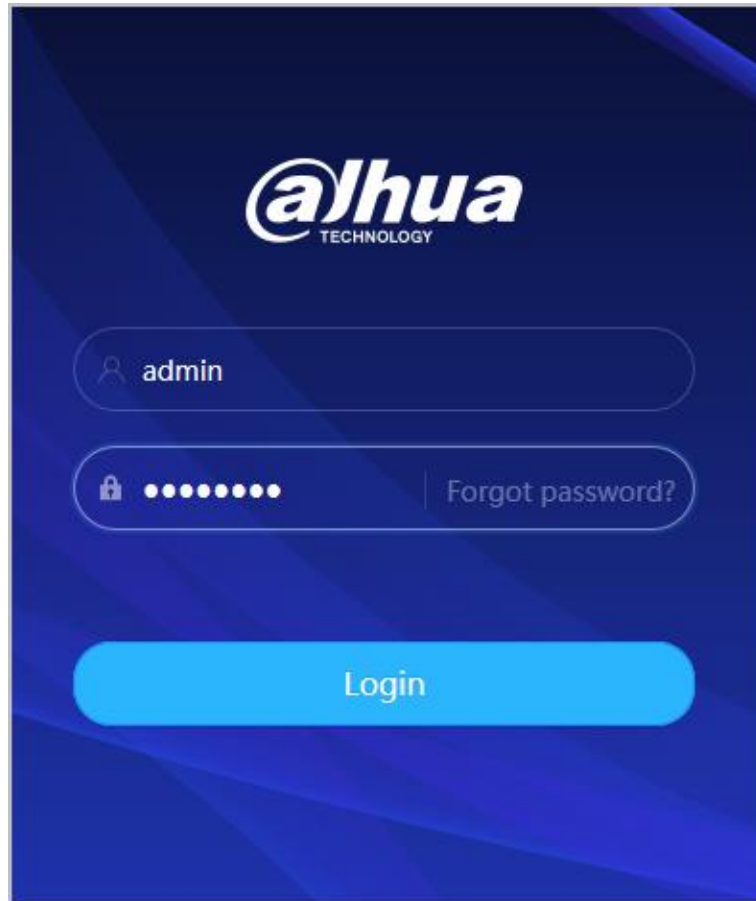 alhua
TECHNOLOGY
admin
••••••••
Forgot password?
Login